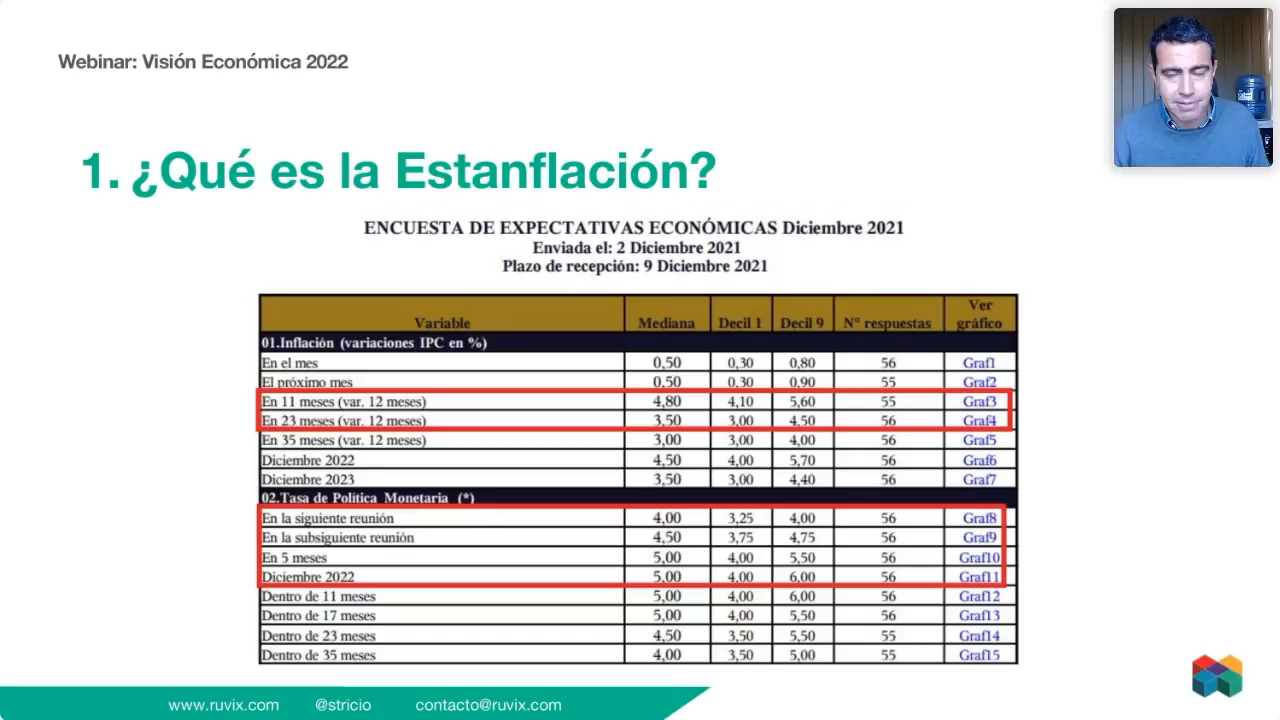 Webinar: Visión Económica 2022
1. ¿Qué es la Estanflación?
ENCUESTA DE EXPECTATIVAS ECONÓMICAS Diciembre 2021
Enviada el: 2 Diciembre 2021
Plazo de recepción: 9 Diciembre 2021
Variable Mediana Decil 1 Decil 9 N° respuestas Ver gráfico
01.Inflación (variaciones IPC en %)
En el mes 0,50 0,30 0,80 56 Graf1
El próximo mes 0,50 0,30 0,90 55 Graf2
En 11 meses (var. 12 meses) 4,80 4,10 5,60 55 Graf3
En 23 meses (var. 12 meses) 3,50 3,00 4,50 56 Graf4
En 35 meses (var. 12 meses) 3,00 3,00 4,00 56 Graf5
Diciembre 2022 4,50 4,00 5,70 56 Graf6
Diciembre 2023 3,50 3,00 4,40 56 Graf7
02.Tasa de Política Monetaria (*)
En la siguiente reunión 4,00 3,25 4,00 56 Graf8
En la subsiguiente reunión 4,50 3,75 4,75 56 Graf9
En 5 meses 5,00 4,00 5,50 56 Graf10
Diciembre 2022 5,00 4,00 6,00 56 Graf11
Dentro de 11 meses 5,00 4,00 6,00 56 Graf12
Dentro de 17 meses 5,00 4,00 5,50 56 Graf13
Dentro de 23 meses 4,50 3,50 5,50 55 Graf14
Dentro de 35 meses 4,00 3,50 5,00 55 Graf15
www.ruvix.com @stricio contacto@ruvix.com